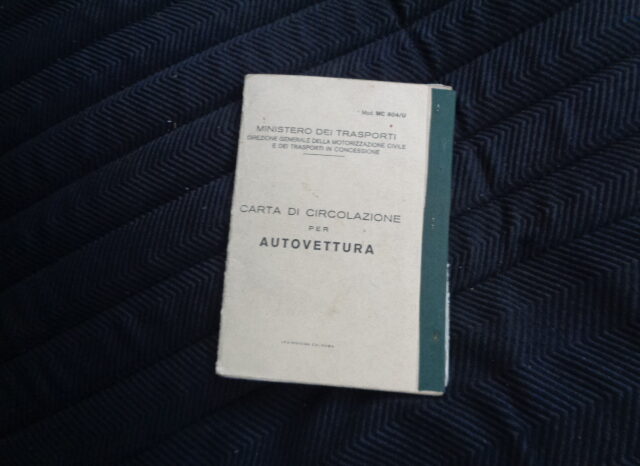 Mod. MC 804/U
MINISTERO DEI TRASPORTI
DIREZIONE GENERALE DELLA MOTORIZZAZIONE CIVILE
E DEI TRASPORTI IN CONCESSIONE
CARTA DI CIRCOLAZIONE
PER
AUTOVETTURA